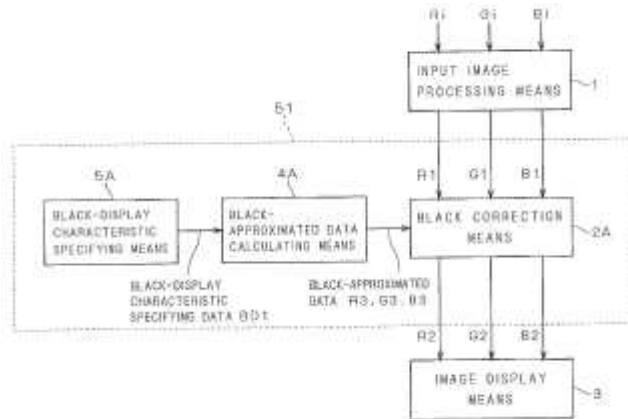 Ri Gi Bi
INPUT IMAGE
PROCESSING MEANS
1
51
R1 G1 B1
5A
BLACK-DISPLAY
CHARACTERISTIC
SPECIFYING MEANS
4A
BLACK-
APPROXIMATED DATA
CALCULATING MEANS
BLACK CORRECTION
MEANS
2A
BLACK-DISPLAY
CHARACTERISTIC
SPECIFYING DATA BD1
BLACK-APPROXIMATED
DATA R3,G3,B3
R2 G2 B2
IMAGE DISPLAY
MEANS
3